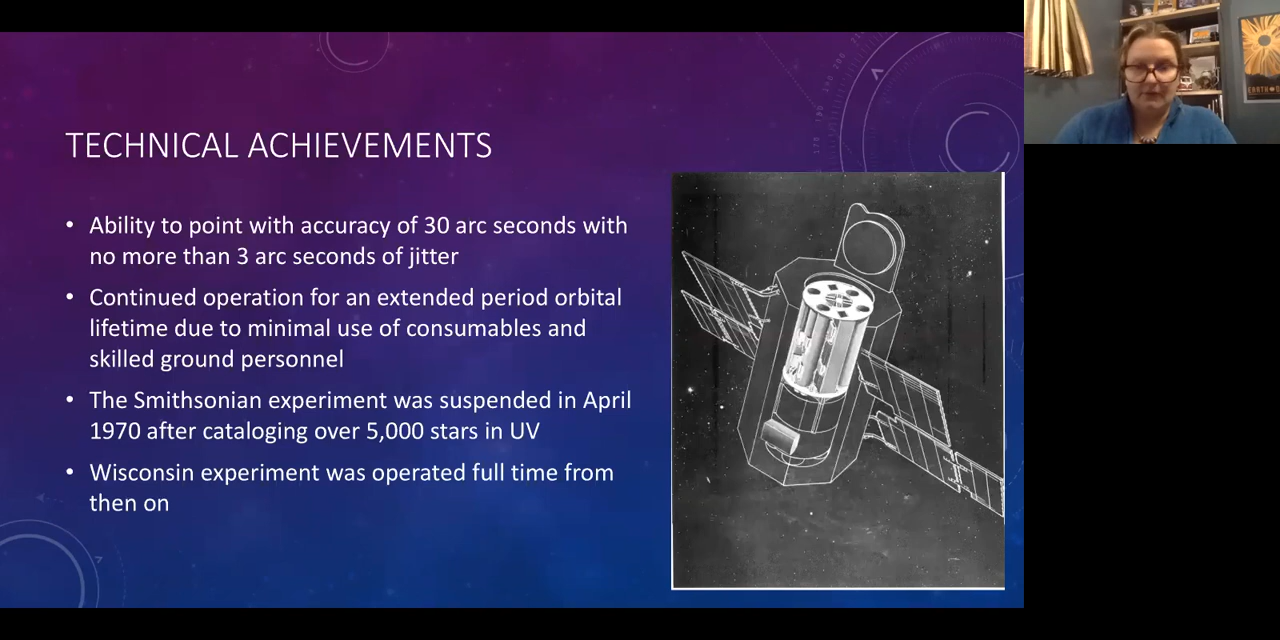 TECHNICAL ACHIEVEMENTS
• Ability to point with accuracy of 30 arc seconds with
no more than 3 arc seconds of jitter
• Continued operation for an extended period orbital
lifetime due to minimal use of consumables and
skilled ground personnel
• The Smithsonian experiment was suspended in April
1970 after cataloging over 5,000 stars in UV
• Wisconsin experiment was operated full time from
then on